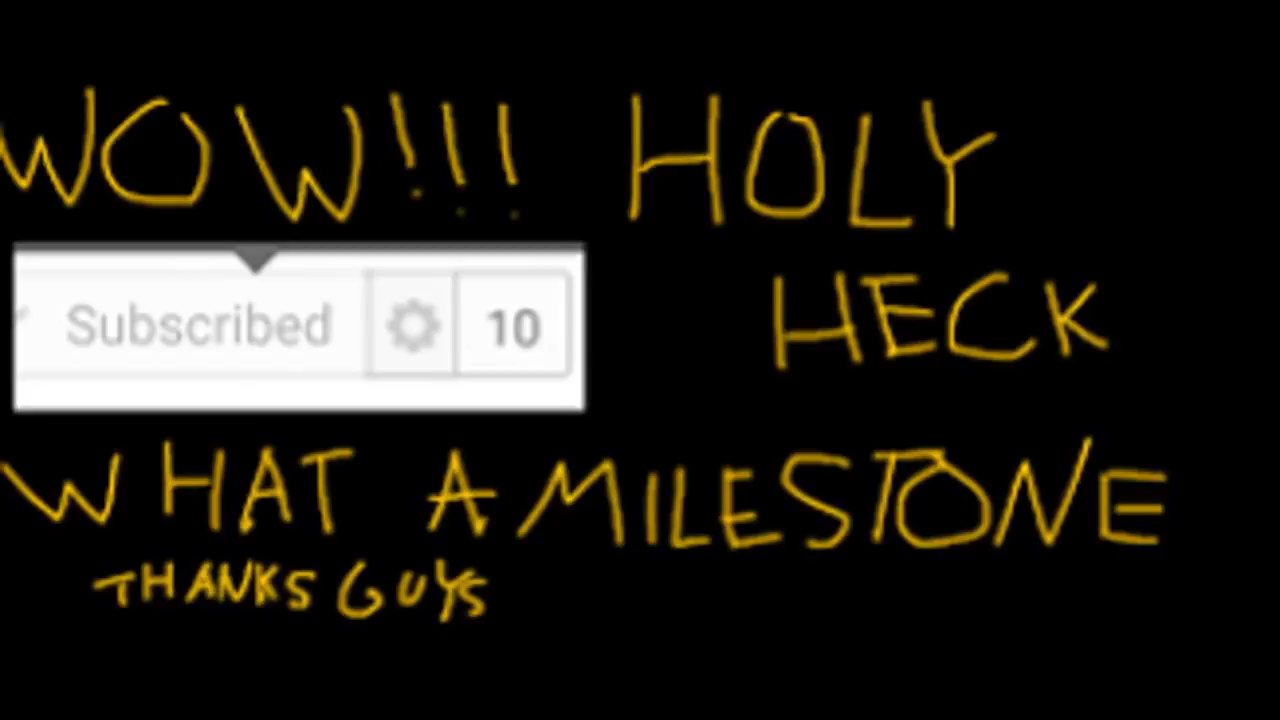 WOW!!! HOLY
HECK
Subscribed 10
WHAT A MILESTONE
THANKS GUYS